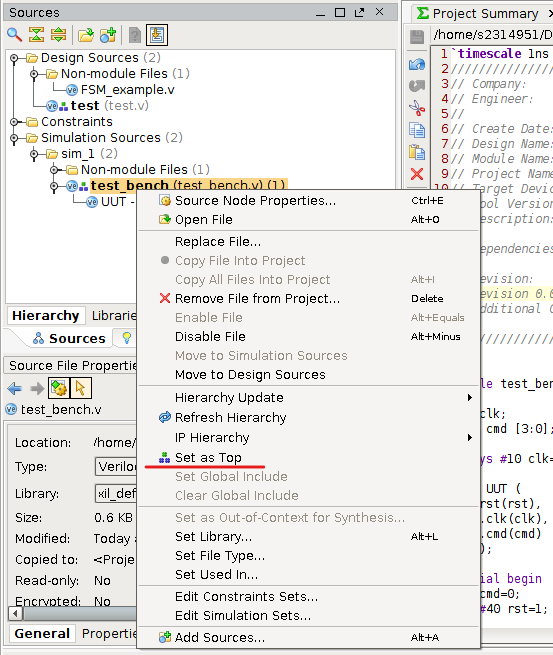 Sources
Design Sources (2)
Non-module Files (1)
FSM_example.v
test (test.v)
Constraints
Simulation Sources (2)
sim_1 (2)
Non-module Files (1)
test_bench (test_bench.v) (1)
UUT -
Hierarchy Librarie
Sources
Source File Propertie
test_bench.v
Location: /home/
Type: Verilo
Library: xil_def
Size: 0.6 KB
Modified: Today a
Copied to: <Projec
Read-only: No
Encrypted: No
General Properties
Source Node Properties... Ctrl+E
Open File Alt+O
Replace File...
Copy File Into Project
Copy All Files Into Project Alt+I
Remove File from Project... Delete
Enable File Alt+Equals
Disable File Alt+Minus
Move to Simulation Sources
Move to Design Sources
Hierarchy Update
Refresh Hierarchy
IP Hierarchy
Set as Top
Set Global Include
Clear Global Include
Set as Out-of-Context for Synthesis...
Set Library... Alt+L
Set File Type...
Set Used In...
Edit Constraints Sets...
Edit Simulation Sets...
Add Sources... Alt+A
Σ Project Summary
/home/s2314951/D
1 `timescale 1ns
2 ///////////////
3 // Company:
4 // Engineer:
5 //
6 // Create Date:
7 // Design Name:
8 // Module Name:
9 // Project Name
10 // Target Devic
ool Version
escription:
ependencies
evision:
evision 0.0
dditional C
///////////
le test_ben
clk;
cmd [3:0];
ys #10 clk=
UUT (
rst(rst),
.clk(clk),
.cmd(cmd)
);
ial begin
cmd=0;
#40 rst=1;